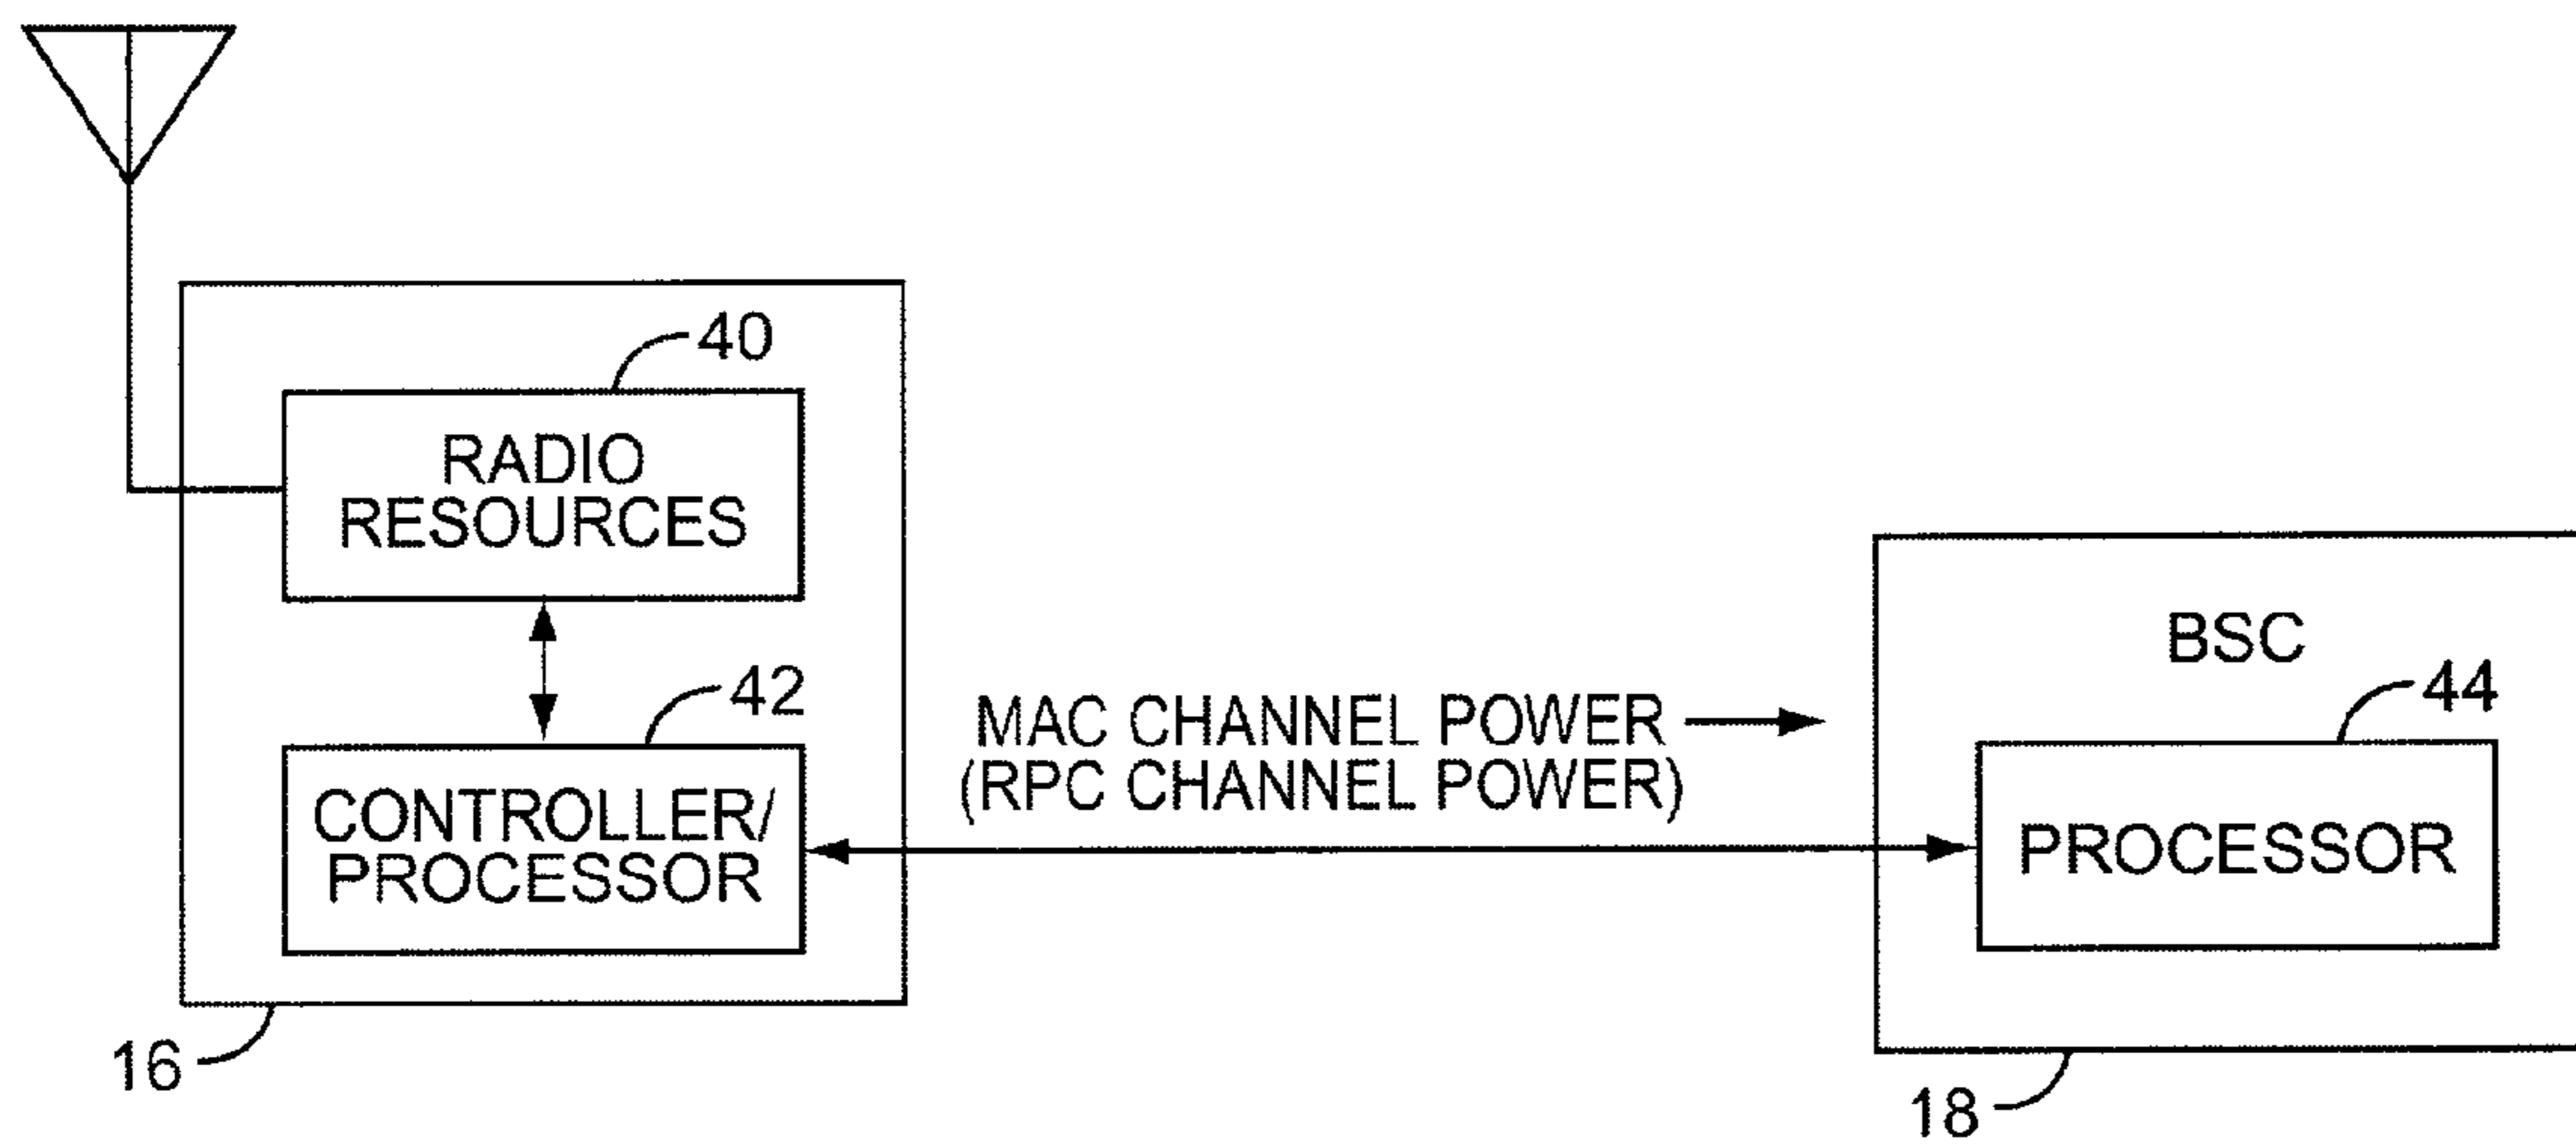 40
RADIO
RESOURCES
42
CONTROLLER/
PROCESSOR
16
MAC CHANNEL POWER
(RPC CHANNEL POWER)
BSC
44
PROCESSOR
18